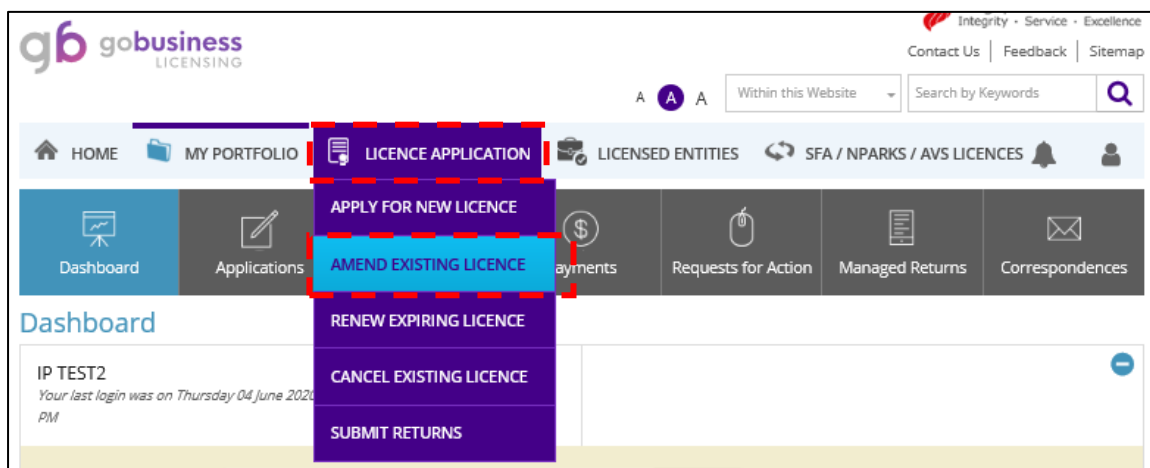 Integrity · Service · Excellence
gb gobusiness
LICENSING
Contact Us | Feedback | Sitemap
A A A Within this Website Search by Keywords
HOME MY PORTFOLIO LICENCE APPLICATION LICENSED ENTITIES SFA / NPARKS / AVS LICENCES
APPLY FOR NEW LICENCE
AMEND EXISTING LICENCE
RENEW EXPIRING LICENCE
CANCEL EXISTING LICENCE
SUBMIT RETURNS
Dashboard Applications ayments Requests for Action Managed Returns Correspondences
Dashboard
IP TEST2
Your last login was on Thursday 04 June 2020
PM